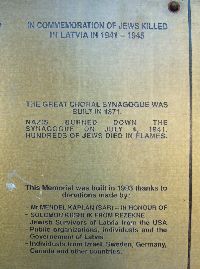 IN COMMEMORATION OF JEWS KILLED
IN LATVIA IN 1941 - 1945
THE GREAT CHORAL SYNAGOGUE WAS
BUILT IN 1871.
NAZIS BURNED DOWN THE
SYNAGOGUE ON JULY 4, 1941.
HUNDREDS OF JEWS DIED IN FLAMES.
This Memorial was built in 1993 thanks to
donations made by:
Mr MENDEL KAPLAN (SAR) – IN HONOUR OF
SOLOMON FROM REZEKNE
Jewish Survivors of Latvia from the USA
Public organizations, individuals and the
Governement of Latvia
Individuals from Israel, Sweden, Germany,
Canada and other countries.